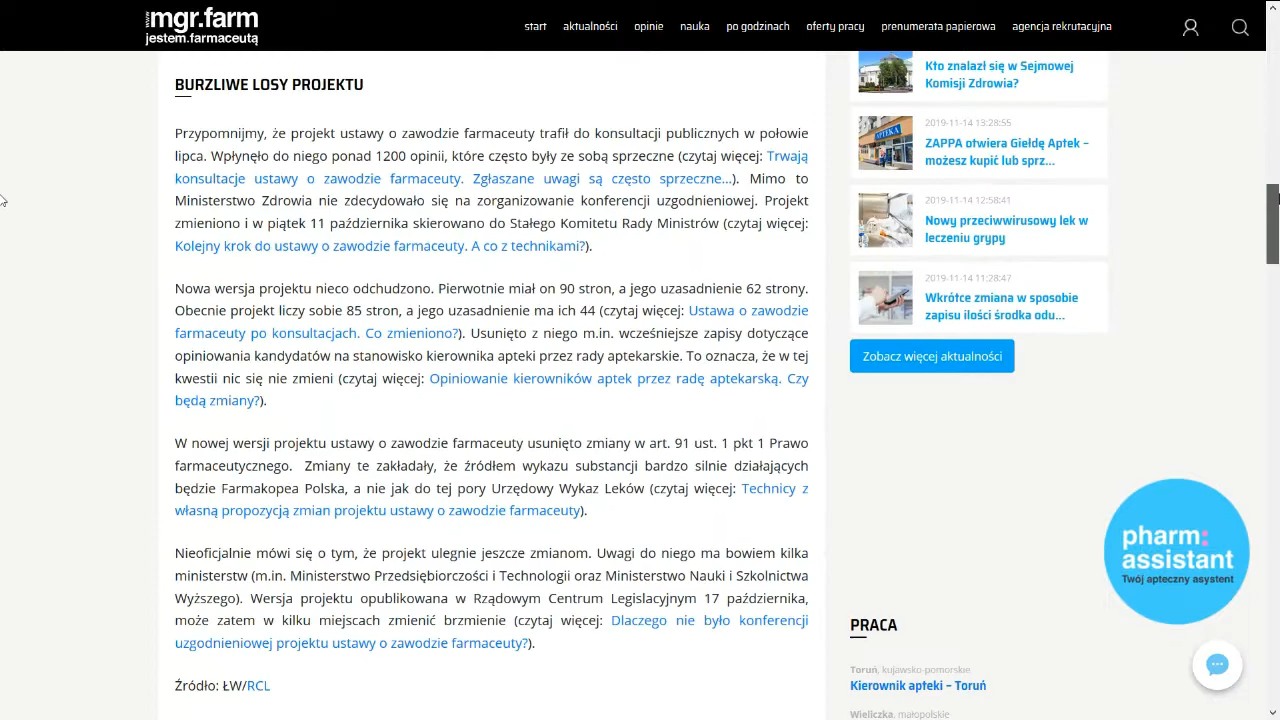 www
mgr.farm
jestem.farmaceutą
start aktualności opinie nauka po godzinach oferty pracy prenumerata papierowa agencja rekrutacyjna
BURZLIWE LOSY PROJEKTU
Przypomnijmy, że projekt ustawy o zawodzie farmaceuty trafił do konsultacji publicznych w połowie
lipca. Wpłynęło do niego ponad 1200 opinii, które często były ze sobą sprzeczne (czytaj więcej: Trwają
konsultacje ustawy o zawodzie farmaceuty. Zgłaszane uwagi są często sprzeczne...). Mimo to
Ministerstwo Zdrowia nie zdecydowało się na zorganizowanie konferencji uzgodnieniowej. Projekt
zmieniono i w piątek 11 października skierowano do Stałego Komitetu Rady Ministrów (czytaj więcej:
Kolejny krok do ustawy o zawodzie farmaceuty. A co z technikami?).
Nowa wersja projektu nieco odchudzono. Pierwotnie miał on 90 stron, a jego uzasadnienie 62 strony.
Obecnie projekt liczy sobie 85 stron, a jego uzasadnienie ma ich 44 (czytaj więcej: Ustawa o zawodzie
farmaceuty po konsultacjach. Co zmieniono?). Usunięto z niego m.in. wcześniejsze zapisy dotyczące
opiniowania kandydatów na stanowisko kierownika apteki przez rady aptekarskie. To oznacza, że w tej
kwestii nic się nie zmieni (czytaj więcej: Opiniowanie kierowników aptek przez radę aptekarską. Czy
będą zmiany?).
W nowej wersji projektu ustawy o zawodzie farmaceuty usunięto zmiany w art. 91 ust. 1 pkt 1 Prawo
farmaceutycznego. Zmiany te zakładały, że źródłem wykazu substancji bardzo silnie działających
będzie Farmakopea Polska, a nie jak do tej pory Urzędowy Wykaz Leków (czytaj więcej: Technicy z
własną propozycją zmian projektu ustawy o zawodzie farmaceuty).
Nieoficjalnie mówi się o tym, że projekt ulegnie jeszcze zmianom. Uwagi do niego ma bowiem kilka
ministerstw (m.in. Ministerstwo Przedsiębiorczości i Technologii oraz Ministerstwo Nauki i Szkolnictwa
Wyższego). Wersja projektu opublikowana w Rządowym Centrum Legislacyjnym 17 października,
może zatem w kilku miejscach zmienić brzmienie (czytaj więcej: Dlaczego nie było konferencji
uzgodnieniowej projektu ustawy o zawodzie farmaceuty?).
Źródło: ŁW/RCL
Kto znalazł się w Sejmowej
Komisji Zdrowia?
2019-11-14 13:28:55
ZAPPA otwiera Giełdę Aptek –
możesz kupić lub sprz...
2019-11-14 12:58:41
Nowy przeciwwirusowy lek w
leczeniu grypy
2019-11-14 11:28:47
Wkrótce zmiana w sposobie
zapisu ilości środka odu...
Zobacz więcej aktualności
pharm:
assistant
Twój apteczny asystent
PRACA
Toruń, kujawsko-pomorskie
Kierownik apteki – Toruń
Wieliczka, małopolskie
APTEKA